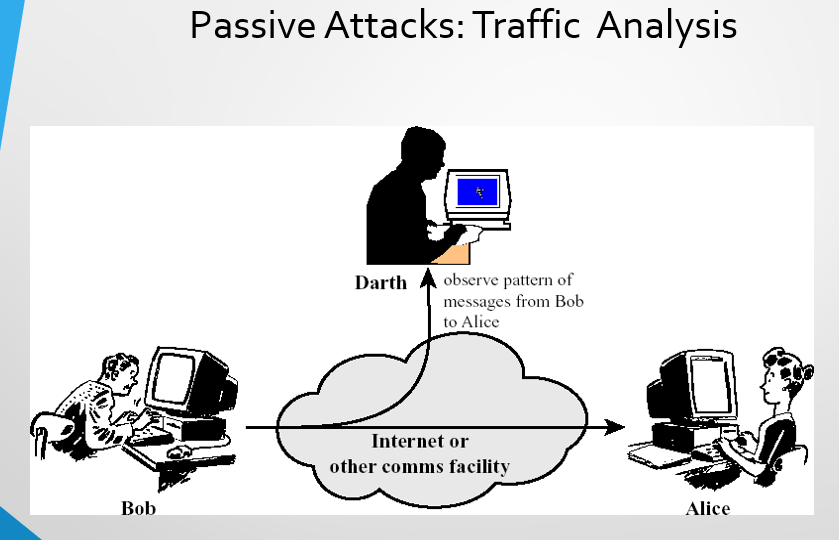 Passive Attacks: Traffic Analysis
Darth
observe pattern of
messages from Bob
to Alice
Internet or
other comms facility
Bob
Alice